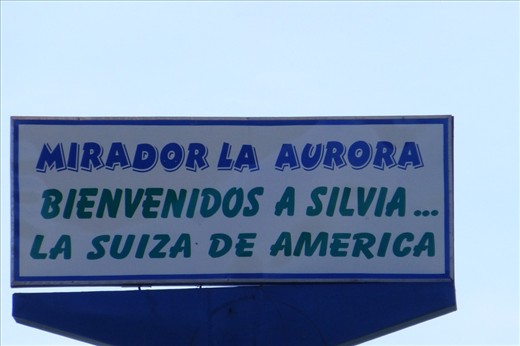 MIRADOR LA AURORA
BIENVENIDOS A SILVIA...
LA SUIZA DE AMERICA